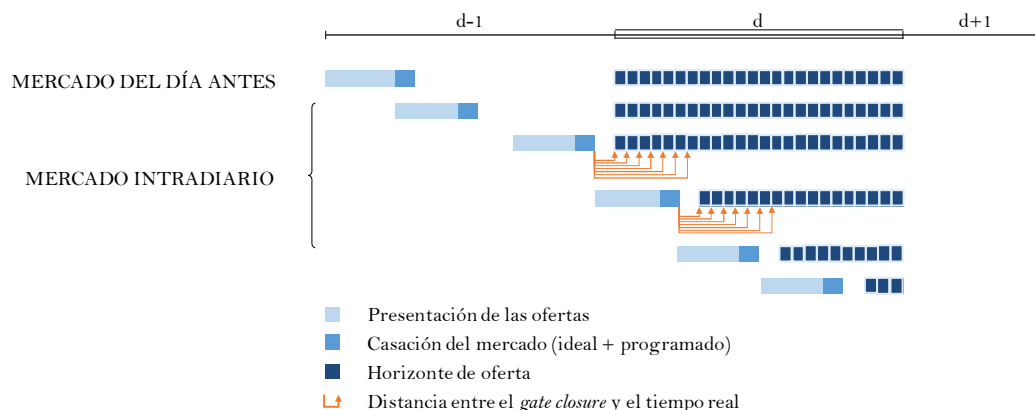 d-1
d
d+1
MERCADO DEL DÍA ANTES
MERCADO INTRADIARIO
Presentación de las ofertas
Casación del mercado (ideal + programado)
Horizonte de oferta
Distancia entre el gate closure y el tiempo real